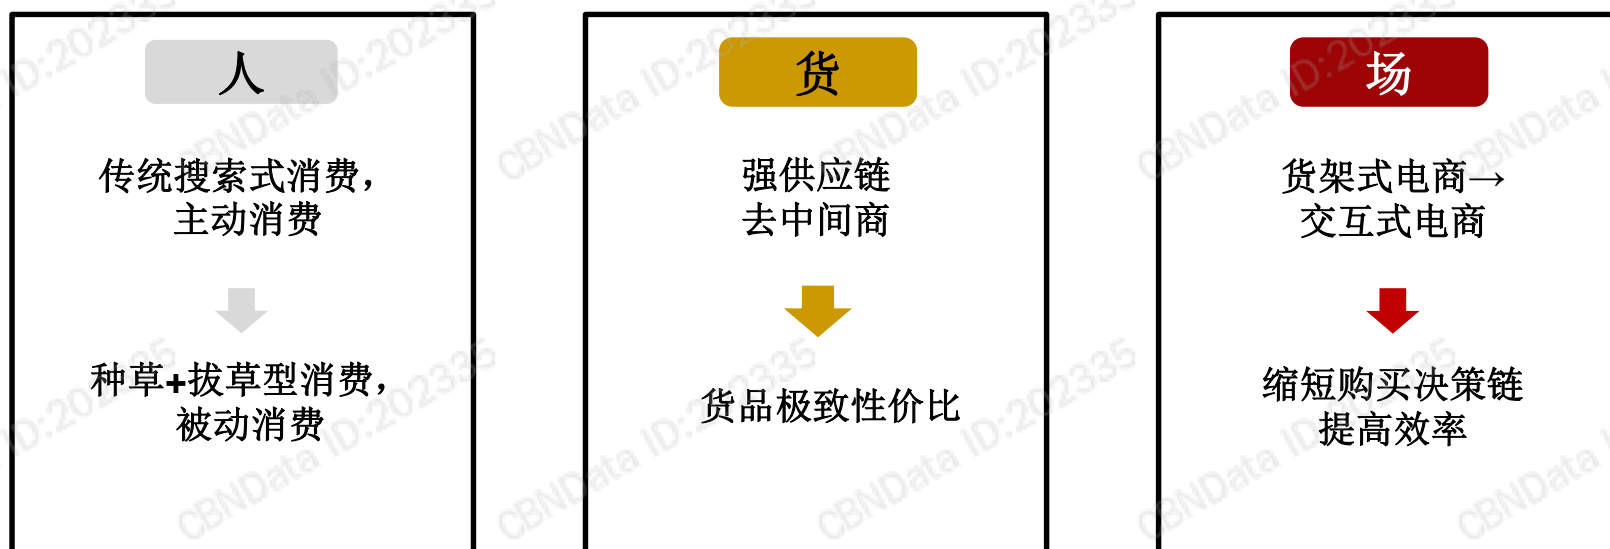 人
传统搜索式消费，
主动消费
种草+拔草型消费，
被动消费
货
强供应链
去中间商
货品极致性价比
场
货架式电商→
交互式电商
缩短购买决策链
提高效率
CBNData ID:202335